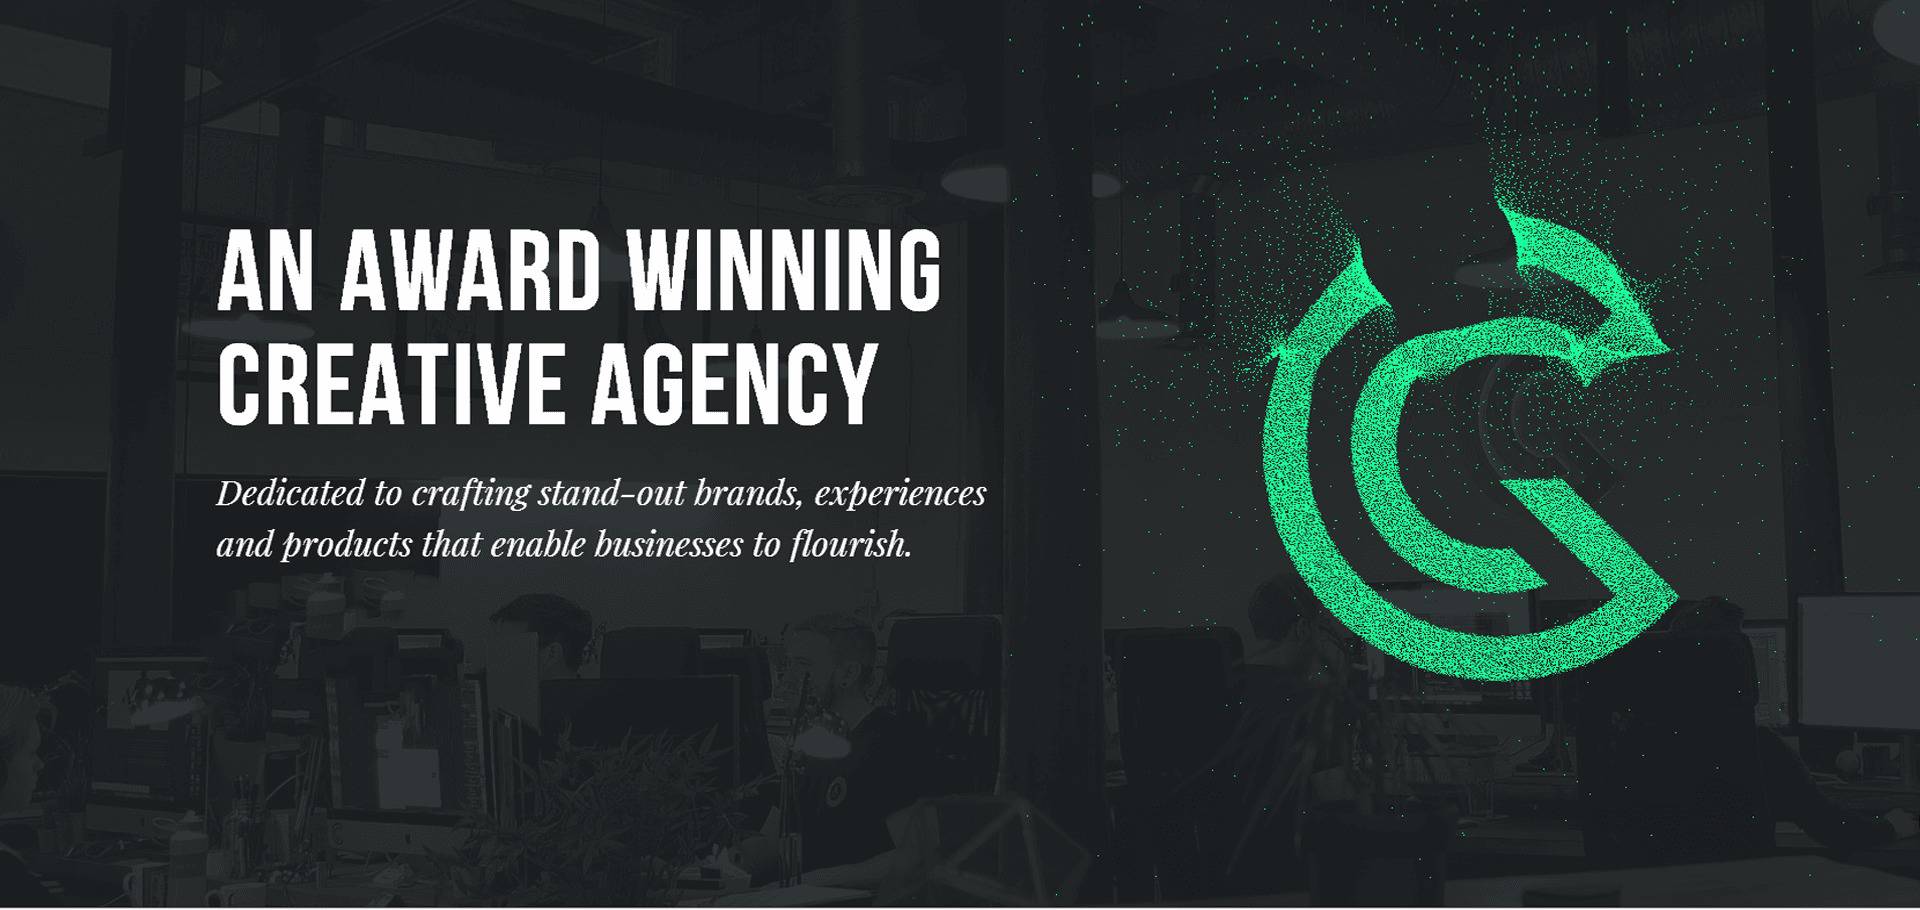 AN AWARD WINNING
CREATIVE AGENCY
Dedicated to crafting stand-out brands, experiences
and products that enable businesses to flourish.